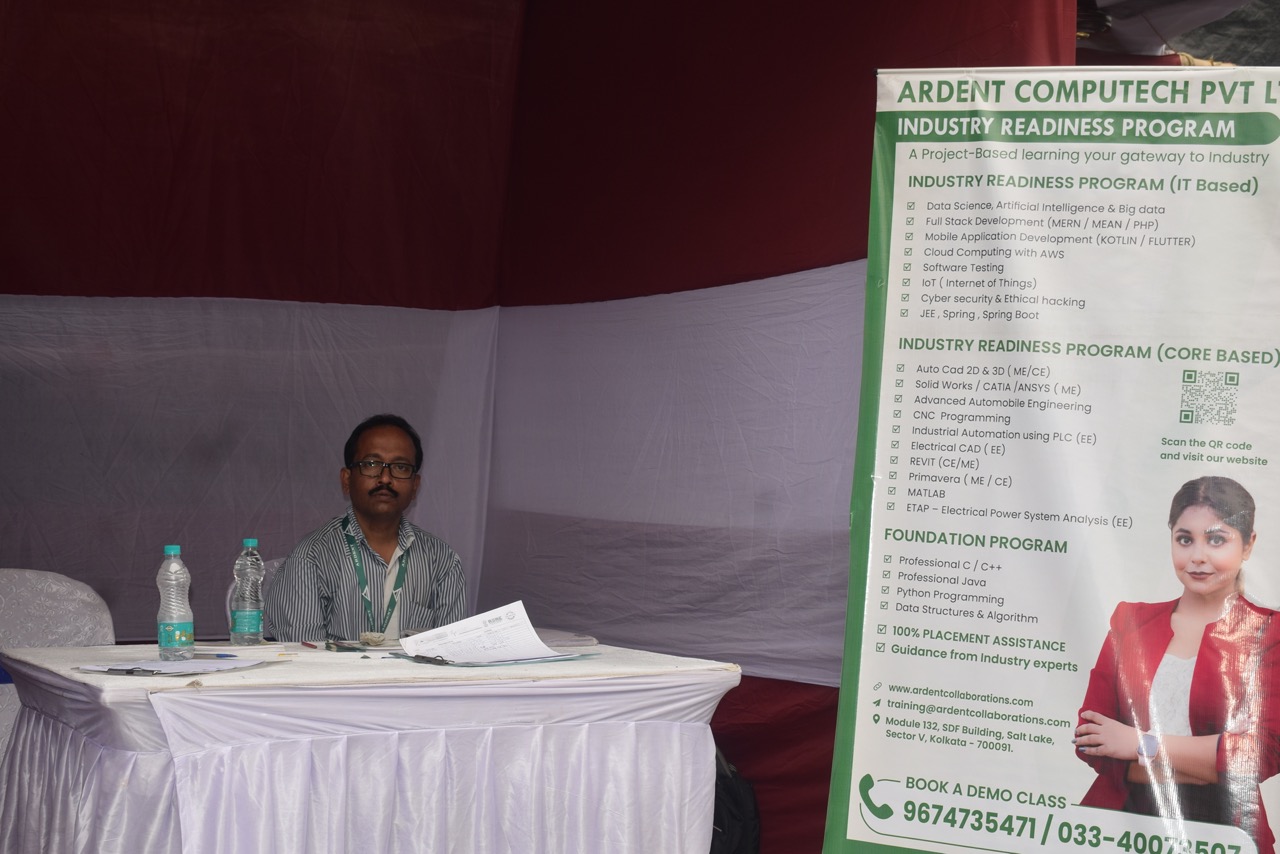 ARDENT COMPUTECH PVT
INDUSTRY READINESS PROGRAM
A Project-Based learning your gateway to Industry
INDUSTRY READINESS PROGRAM (IT Based)
Data Science, Artificial Intelligence & Big data
Full Stack Development (MERN / MEAN / PHP)
Mobile Application Development (KOTLIN / FLUTTER)
Cloud Computing with AWS
Software Testing
IoT ( Internet of Things)
Cyber security & Ethical hacking
JEE , Spring , Spring Boot
INDUSTRY READINESS PROGRAM (CORE BASED)
Auto Cad 2D & 3D ( ME/CE)
Solid Works / CATIA /ANSYS ( ME)
Advanced Automobile Engineering
CNC Programming
Industrial Automation using PLC (EE)
Electrical CAD ( EE)
REVIT (CE/ME)
Primavera ( ME / CE)
MATLAB
ETAP – Electrical Power System Analysis (EE)
Scan the QR code
and visit our website
FOUNDATION PROGRAM
Professional C / C++
Professional Java
Python Programming
Data Structures & Algorithm
100% PLACEMENT ASSISTANCE
Guidance from Industry experts
www.ardentcollaborations.com
training@ardentcollaborations.com
Module 132, SDF Building, Salt Lake,
Sector V, Kolkata - 700091.
BOOK A DEMO CLASS
9674735471 /